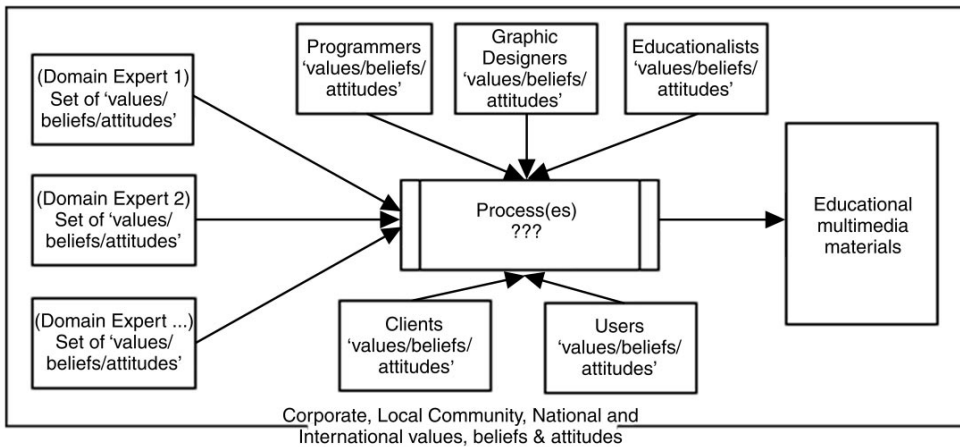 (Domain Expert 1)
Set of ‘values/
beliefs/attitudes’
(Domain Expert 2)
Set of ‘values/
beliefs/attitudes’
(Domain Expert ...)
Set of ‘values/
beliefs/attitudes’
Programmers
‘values/beliefs/
attitudes’
Graphic
Designers
‘values/beliefs/
attitudes’
Educationalists
‘values/beliefs/
attitudes’
Process(es)
???
Clients
‘values/beliefs/
attitudes’
Users
‘values/beliefs/
attitudes’
Educational
multimedia
materials
Corporate, Local Community, National and
International values, beliefs & attitudes